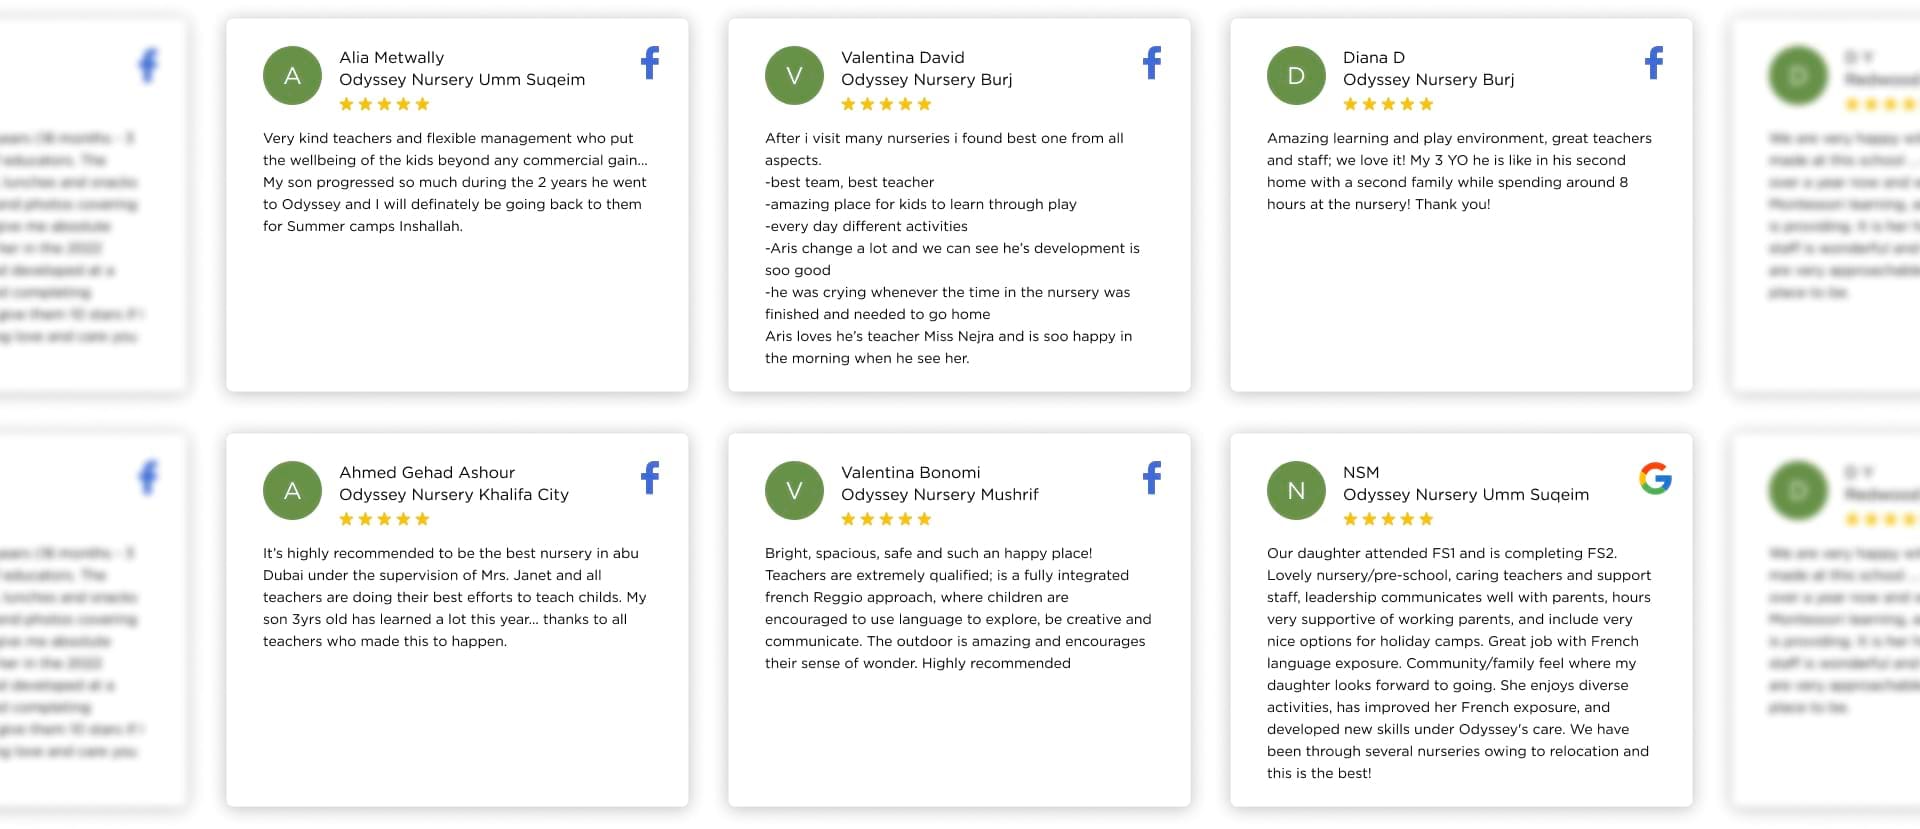 A
Alia Metwally
Odyssey Nursery Umm Suqeim
Very kind teachers and flexible management who put
the wellbeing of the kids beyond any commercial gain...
My son progressed so much during the 2 years he went
to Odyssey and I will definately be going back to them
for Summer camps Inshallah.
V
Valentina David
Odyssey Nursery Burj
After i visit many nurseries i found best one from all
aspects.
-best team, best teacher
-amazing place for kids to learn through play
-every day different activities
-Aris change a lot and we can see he's development is
soo good
-he was crying whenever the time in the nursery was
finished and needed to go home
Aris loves he's teacher Miss Nejra and is soo happy in
the morning when he see her.
D
Diana D
Odyssey Nursery Burj
Amazing learning and play environment, great teachers
and staff; we love it! My 3 YO he is like in his second
home with a second family while spending around 8
hours at the nursery! Thank you!
A
Ahmed Gehad Ashour
Odyssey Nursery Khalifa City
It's highly recommended to be the best nursery in abu
Dubai under the supervision of Mrs. Janet and all
teachers are doing their best efforts to teach childs. My
son 3yrs old has learned a lot this year... thanks to all
teachers who made this to happen.
V
Valentina Bonomi
Odyssey Nursery Mushrif
Bright, spacious, safe and such an happy place!
Teachers are extremely qualified; is a fully integrated
french Reggio approach, where children are
encouraged to use language to explore, be creative and
communicate. The outdoor is amazing and encourages
their sense of wonder. Highly recommended
N
NSM
Odyssey Nursery Umm Suqeim
Our daughter attended FS1 and is completing FS2.
Lovely nursery/pre-school, caring teachers and support
staff, leadership communicates well with parents, hours
very supportive of working parents, and include very
nice options for holiday camps. Great job with French
language exposure. Community/family feel where my
daughter looks forward to going. She enjoys diverse
activities, has improved her French exposure, and
developed new skills under Odyssey's care. We have
been through several nurseries owing to relocation and
this is the best!